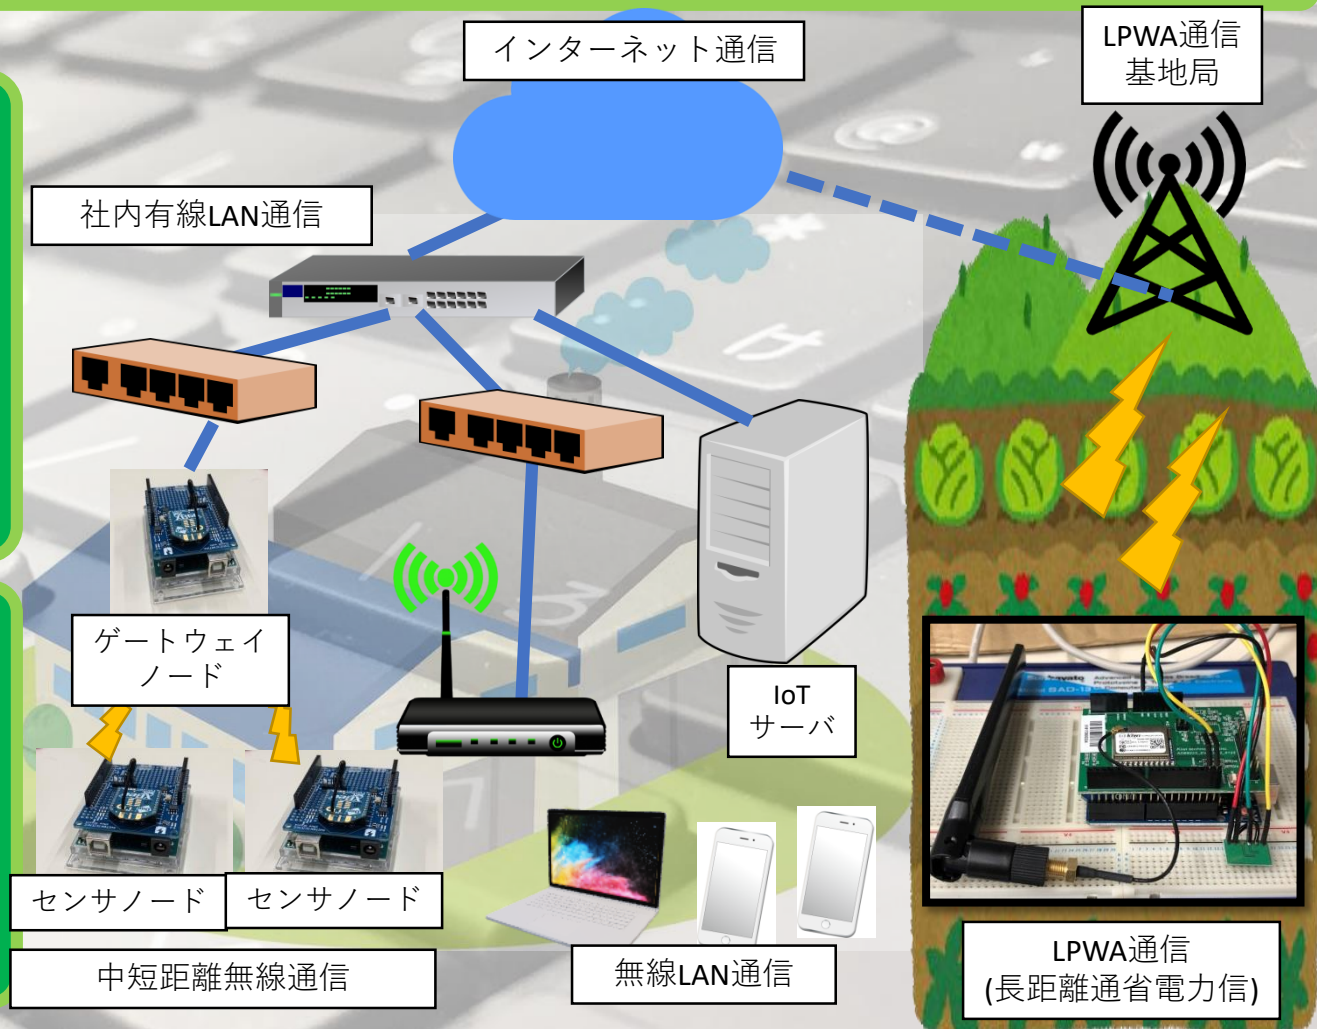 インターネット通信
LPWA通信
基地局
社内有線LAN通信
ゲートウェイ
ノード
IoT
サーバ
センサノード
センサノード
中短距離無線通信
無線LAN通信
LPWA通信
(長距離通省電力信)
SAD-13